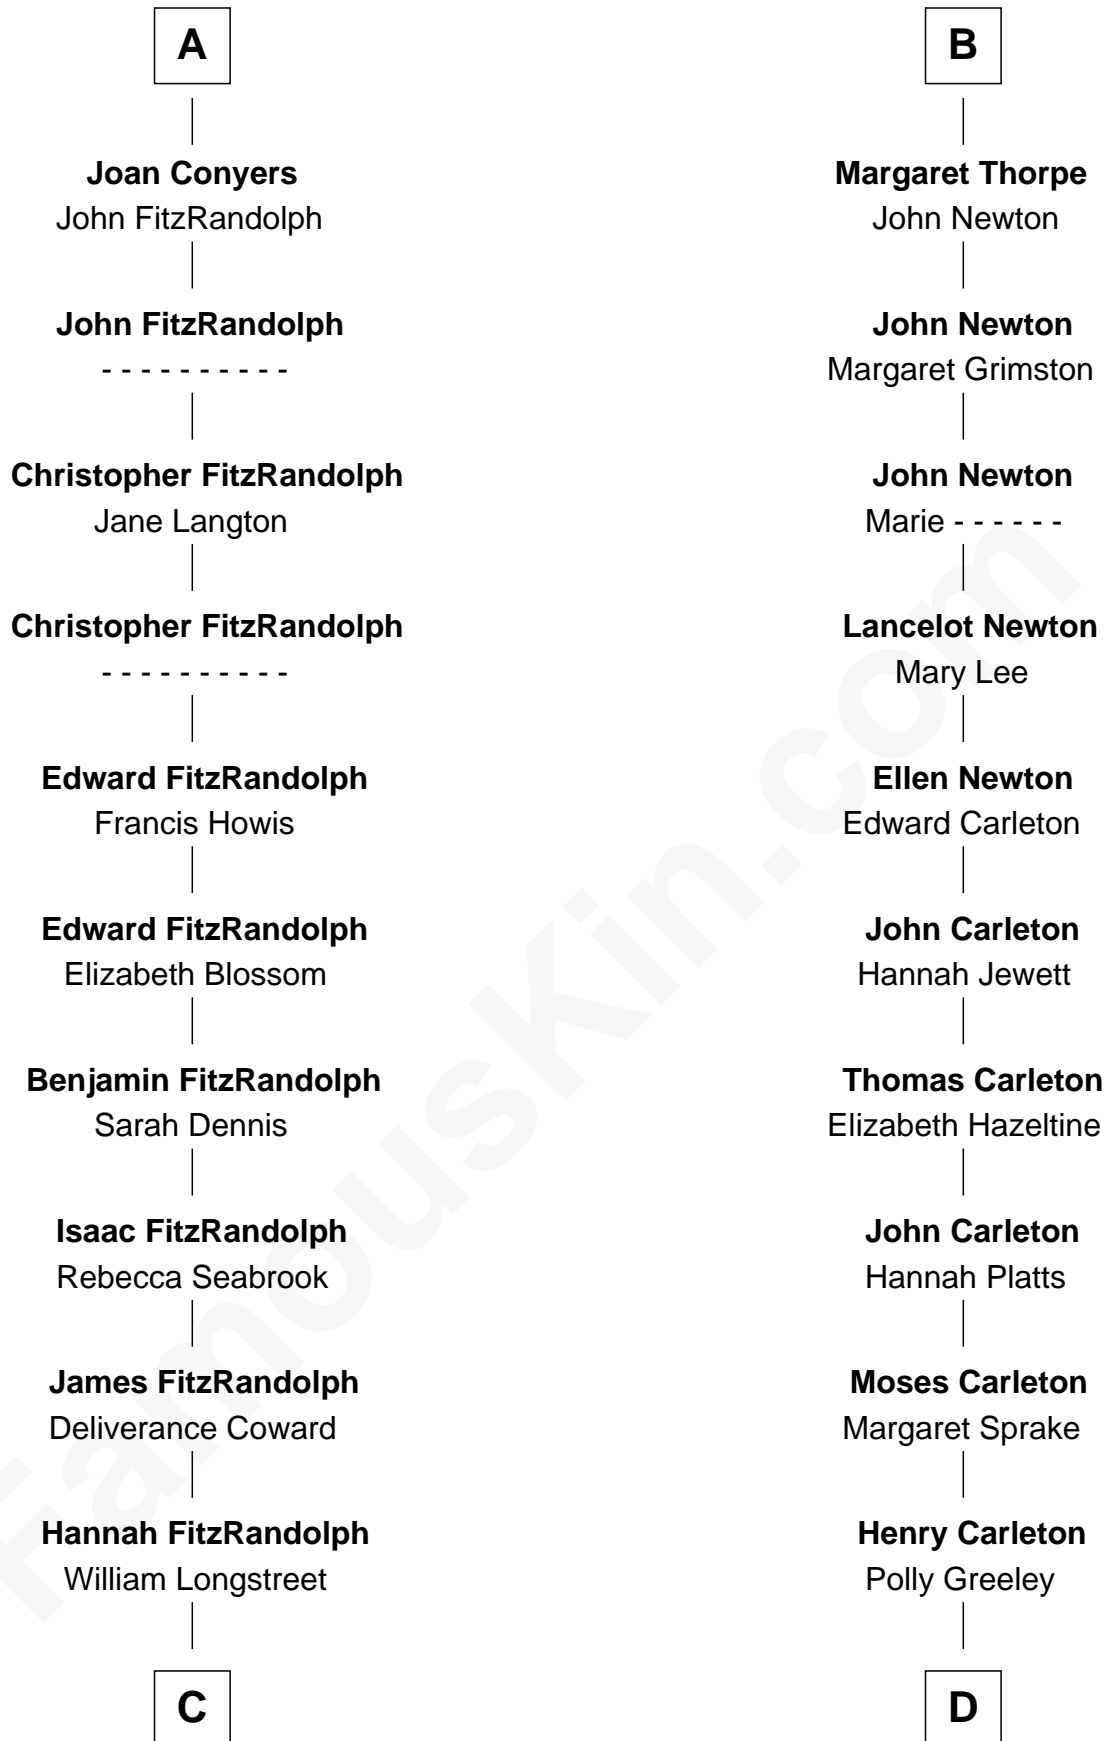 A
Joan Conyers
John FitzRandolph
John FitzRandolph
- - - - - - - - - -
Christopher FitzRandolph
Jane Langton
Christopher FitzRandolph
- - - - - - - - - -
Edward FitzRandolph
Francis Howis
Edward FitzRandolph
Elizabeth Blossom
Benjamin FitzRandolph
Sarah Dennis
Isaac FitzRandolph
Rebecca Seabrook
James FitzRandolph
Deliverance Coward
Hannah FitzRandolph
William Longstreet
C
B
Margaret Thorpe
John Newton
John Newton
Margaret Grimston
John Newton
Marie - - - - - -
Lancelot Newton
Mary Lee
Ellen Newton
Edward Carleton
John Carleton
Hannah Jewett
Thomas Carleton
Elizabeth Hazeltine
John Carleton
Hannah Platts
Moses Carleton
Margaret Sprake
Henry Carleton
Polly Greeley
D
FamousKin.com